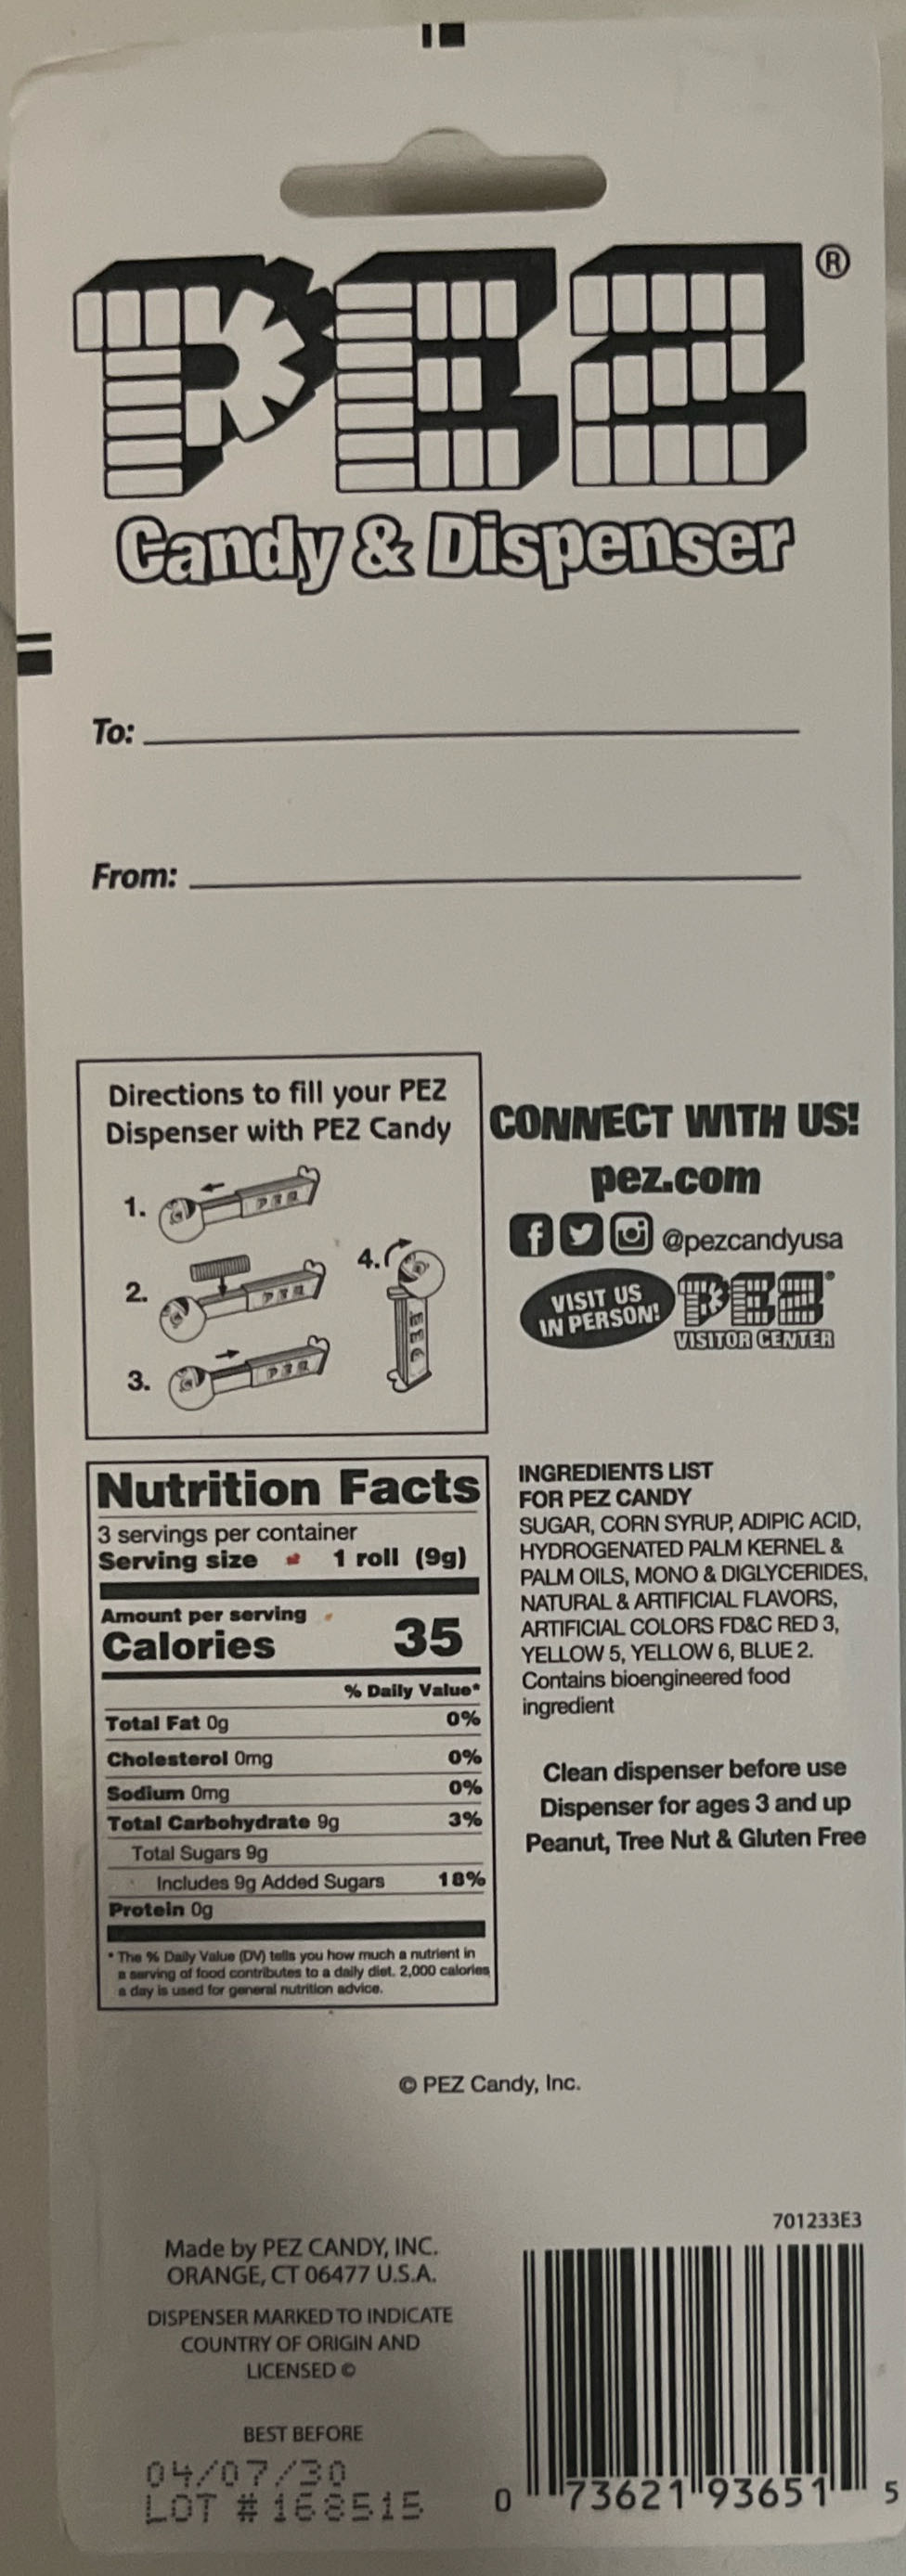 PEZ®
Candy & Dispenser
To:
From:
Directions to fill your PEZ
Dispenser with PEZ Candy
1.
PEZ
2.
PEZ
3.
PEZ
4.
PEZ
CONNECT WITH US!
pez.com
@pezcandyusa
VISIT US
IN PERSON!
PEZ®
VISITOR CENTER
Nutrition Facts
3 servings per container
Serving size 1 roll (9g)
Amount per serving
Calories 35
% Daily Value*
Total Fat 0g 0%
Cholesterol 0mg 0%
Sodium 0mg 0%
Total Carbohydrate 9g 3%
Total Sugars 9g
Includes 9g Added Sugars 18%
Protein 0g
* The % Daily Value (DV) tells you how much a nutrient in
a serving of food contributes to a daily diet. 2,000 calories
a day is used for general nutrition advice.
INGREDIENTS LIST
FOR PEZ CANDY
SUGAR, CORN SYRUP, ADIPIC ACID,
HYDROGENATED PALM KERNEL &
PALM OILS, MONO & DIGLYCERIDES,
NATURAL & ARTIFICIAL FLAVORS,
ARTIFICIAL COLORS FD&C RED 3,
YELLOW 5, YELLOW 6, BLUE 2.
Contains bioengineered food
ingredient
Clean dispenser before use
Dispenser for ages 3 and up
Peanut, Tree Nut & Gluten Free
© PEZ Candy, Inc.
Made by PEZ CANDY, INC.
ORANGE, CT 06477 U.S.A.
DISPENSER MARKED TO INDICATE
COUNTRY OF ORIGIN AND
LICENSED ©
BEST BEFORE
04/07/30
LOT # 168515
701233E3
0 73621 93651 5